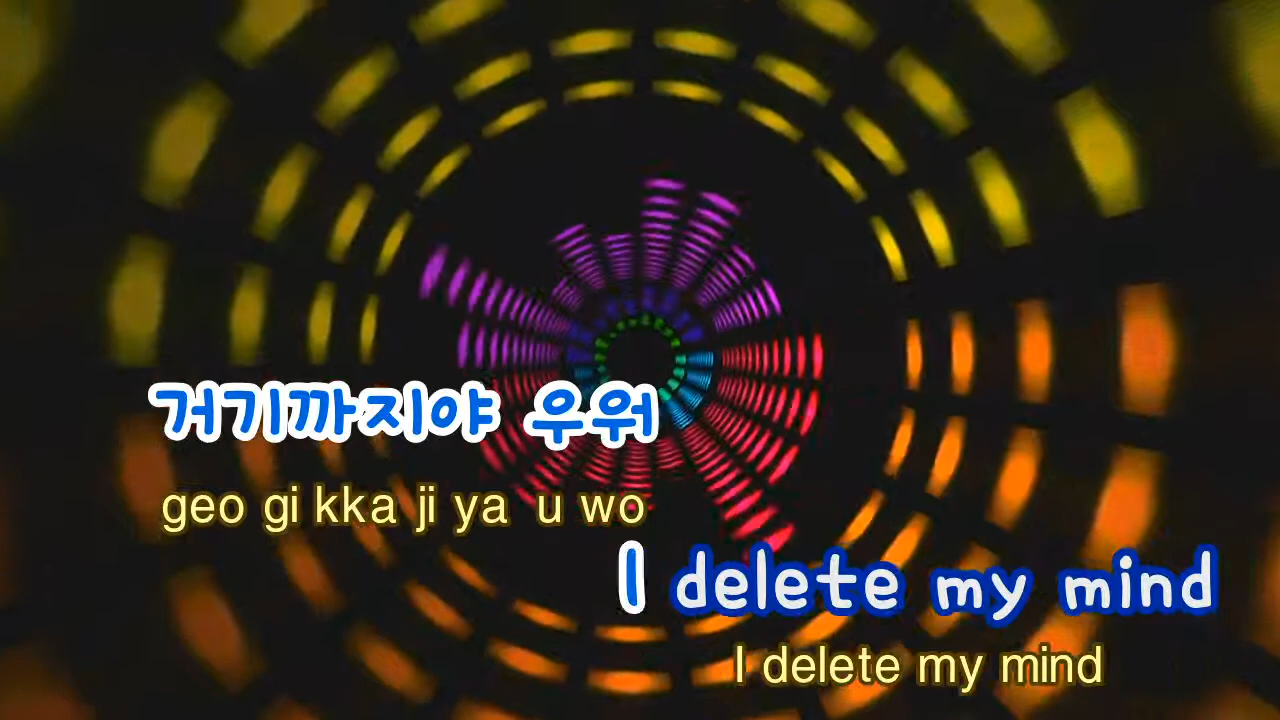 거기까지야 우워
geo gi kka ji ya u wo
I delete my mind
I delete my mind